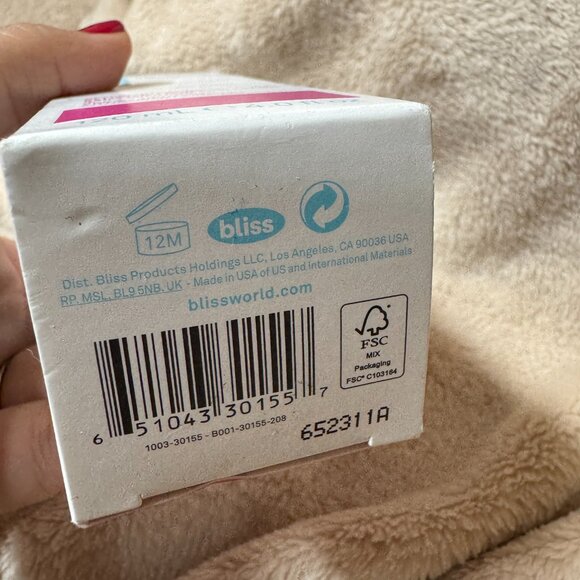 12M
bliss
Dist. Bliss Products Holdings LLC, Los Angeles, CA 90036 USA
RP, MSL, BL9 5NB, UK - Made in USA of US and International Materials
blissworld.com
FSC
MIX
Packaging
FSC® C103164
6 51043 30155 7
1003-30155 - B001-30155-208
652311A